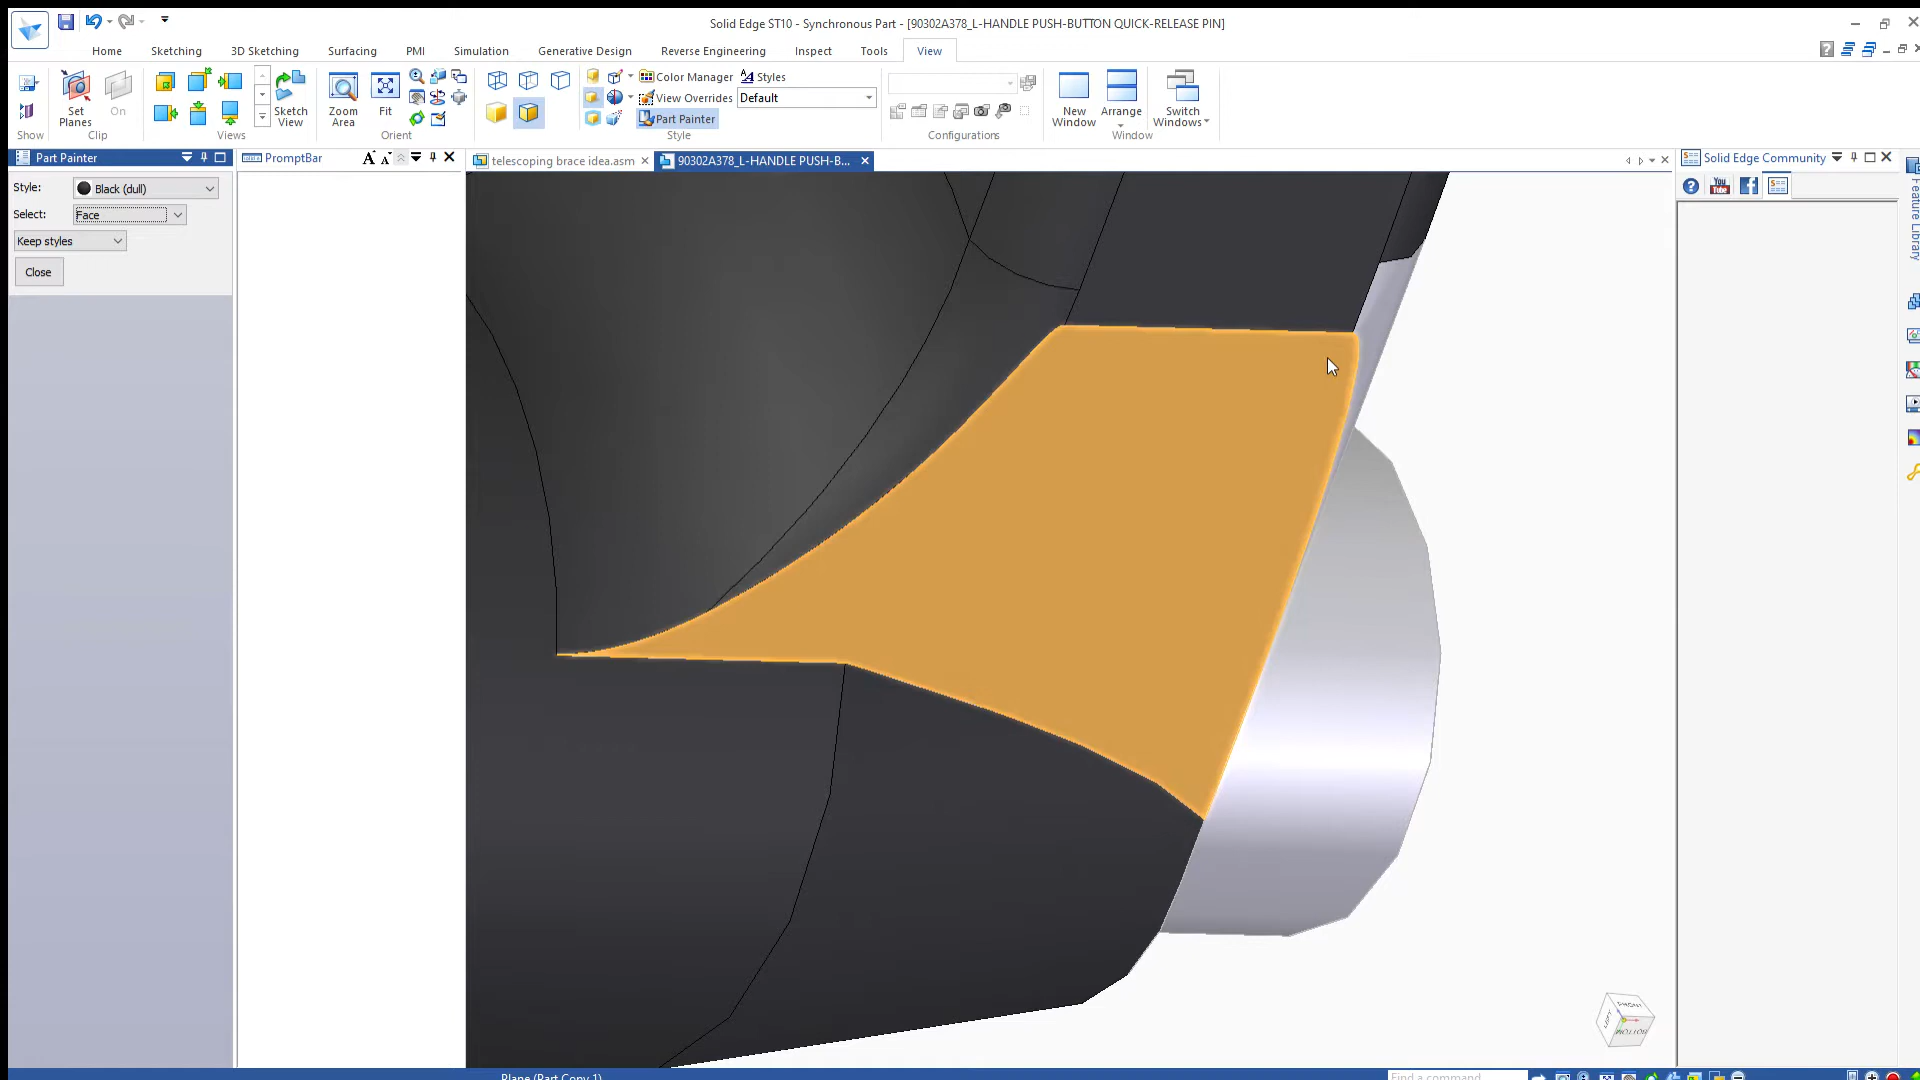 Solid Edge ST10 - Synchronous Part - [90302A378_L-HANDLE PUSH-BUTTON QUICK-RELEASE PIN]
Home Sketching 3D Sketching Surfacing PMI Simulation Generative Design Reverse Engineering Inspect Tools View
Color Manager Styles
View Overrides Default
Part Painter
Set Planes
On
Sketch View
Zoom Area
Fit
New Window
Arrange
Switch Windows
Show Clip Views Orient Style Configurations Window
Part Painter
PromptBar
telescoping brace idea.asm
90302A378_L-HANDLE PUSH-B...
Solid Edge Community
Style: Black (dull)
Select: Face
Keep styles
Close
Feature Library
FRONT
LEFT
Plane (Part Copy 1)
Find a command